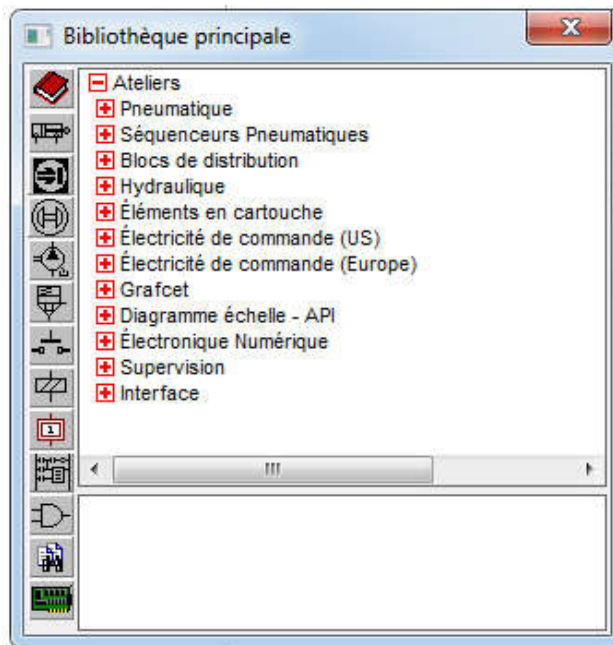 Bibliothèque principale
Ateliers
Pneumatique
Séquenceurs Pneumatiques
Blocs de distribution
Hydraulique
Éléments en cartouche
Électricité de commande (US)
Électricité de commande (Europe)
Grafcet
Diagramme échelle - API
Électronique Numérique
Supervision
Interface
1